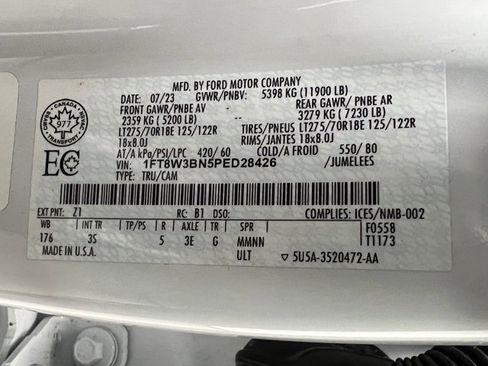 MFD. BY FORD MOTOR COMPANY
DATE: 07/23 GVWR/PNBV: 5398 KG (11900 LB)
FRONT GAWR/PNBE AV REAR GAWR/ PNBE AR
2359 KG ( 5200 LB) 3279 KG ( 7230 LB)
LT275/70R18E 125/122R TIRES/PNEUS LT275/70R18E 125/122R
18x8.0J RIMS/JANTES 18x8.0J
AT/A kPa/PSI/LPC 420/ 60 COLD/A FROID 550/ 80
VIN: 1FT8W3BN5PED28426 /JUMELEES
TYPE: TRU/CAM
CANADA
977
TRANSPORT
EC
EXT PNT: Z1 RC: B1 DSO: COMPLIES: ICES/NMB-002
WB INT TR TP/PS R AXLE TR SPR F0558
176 3S 5 3E G MMNN T1173
MADE IN U.S.A. ULT ▽ 5U5A-3520472-AA